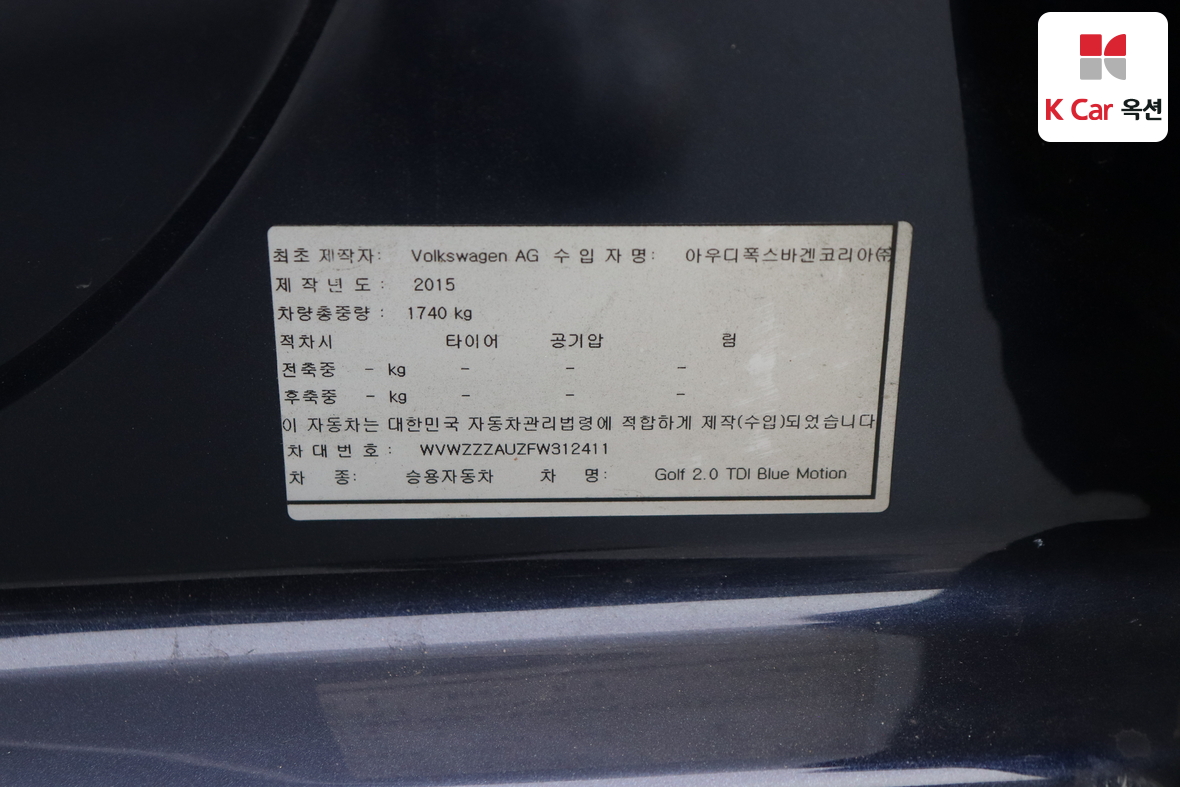 K Car 옥션
최초 제작자: Volkswagen AG 수 입 자 명: 아우디폭스바겐코리아㈜
제 작 년 도 : 2015
차량총중량 : 1740 kg
적차시 타이어 공기압 림
전축중 - kg - - -
후축중 - kg - - -
이 자동차는 대한민국 자동차관리법령에 적합하게 제작(수입)되었습니다
차 대 번 호 : WVWZZZAUZFW312411
차 종: 승용자동차 차 명: Golf 2.0 TDI Blue Motion